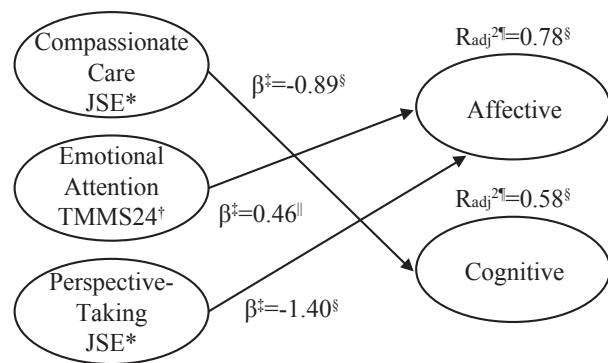 Compassionate
Care
JSE*
Emotional
Attention
TMMS24†
Perspective-
Taking
JSE*
β‡=-0.89§
β‡=0.46||
β‡=-1.40§
Radj²¶=0.78§
Affective
Radj²¶=0.58§
Cognitive